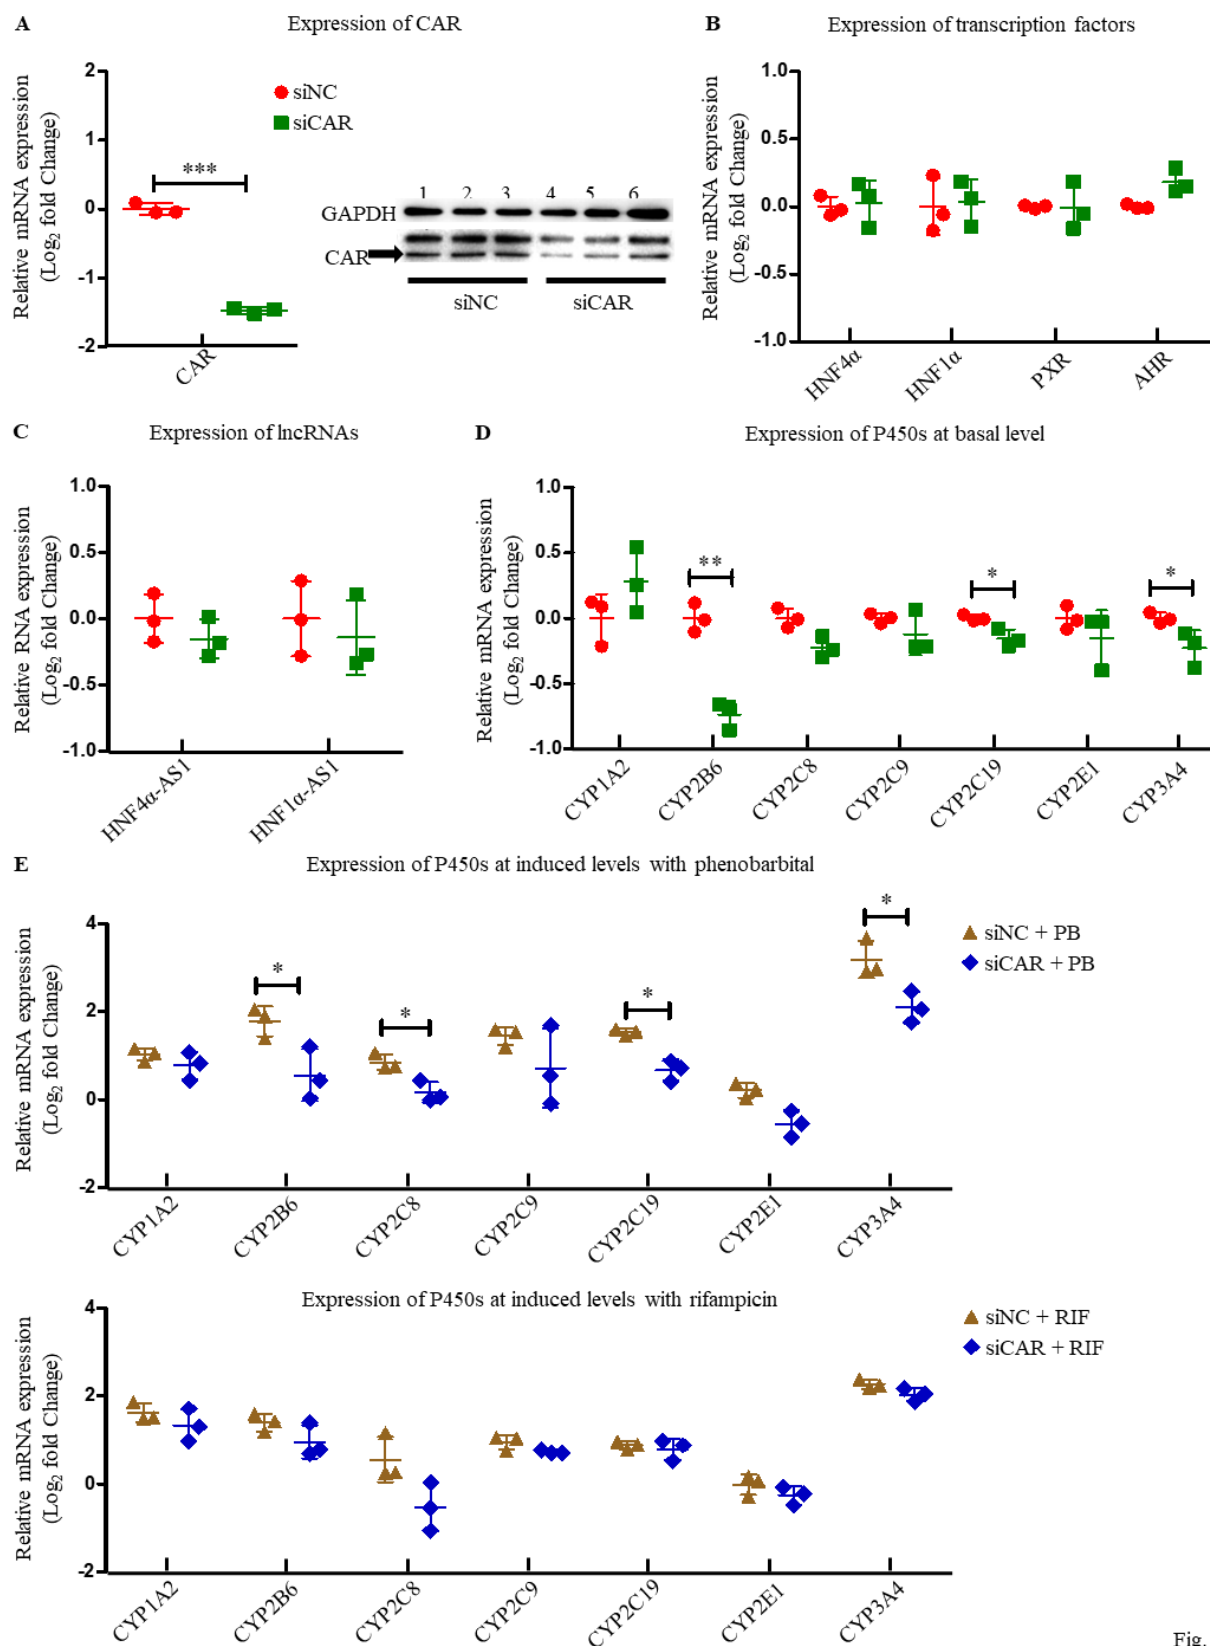 A Expression of CAR
Relative mRNA expression
(Log₂ fold Change)
2
1
0
-1
-2
CAR
siNC
siCAR
***
1 2 3 4 5 6
GAPDH
CAR
siNC siCAR
B Expression of transcription factors
Relative mRNA expression
(Log₂ fold Change)
1.0
0.5
0.0
-0.5
-1.0
HNF4α HNF1α PXR AHR
C Expression of lncRNAs
Relative RNA expression
(Log₂ fold Change)
1.0
0.5
0.0
-0.5
-1.0
HNF4α-AS1 HNF1α-AS1
D Expression of P450s at basal level
Relative mRNA expression
(Log₂ fold Change)
1.0
0.5
0.0
-0.5
-1.0
** * *
CYP1A2 CYP2B6 CYP2C8 CYP2C9 CYP2C19 CYP2E1 CYP3A4
E Expression of P450s at induced levels with phenobarbital
Relative mRNA expression
(Log₂ fold Change)
4
2
0
-2
* * * *
siNC + PB
siCAR + PB
CYP1A2 CYP2B6 CYP2C8 CYP2C9 CYP2C19 CYP2E1 CYP3A4
Expression of P450s at induced levels with rifampicin
Relative mRNA expression
(Log₂ fold Change)
4
2
0
-2
siNC + RIF
siCAR + RIF
CYP1A2 CYP2B6 CYP2C8 CYP2C9 CYP2C19 CYP2E1 CYP3A4
Fig.